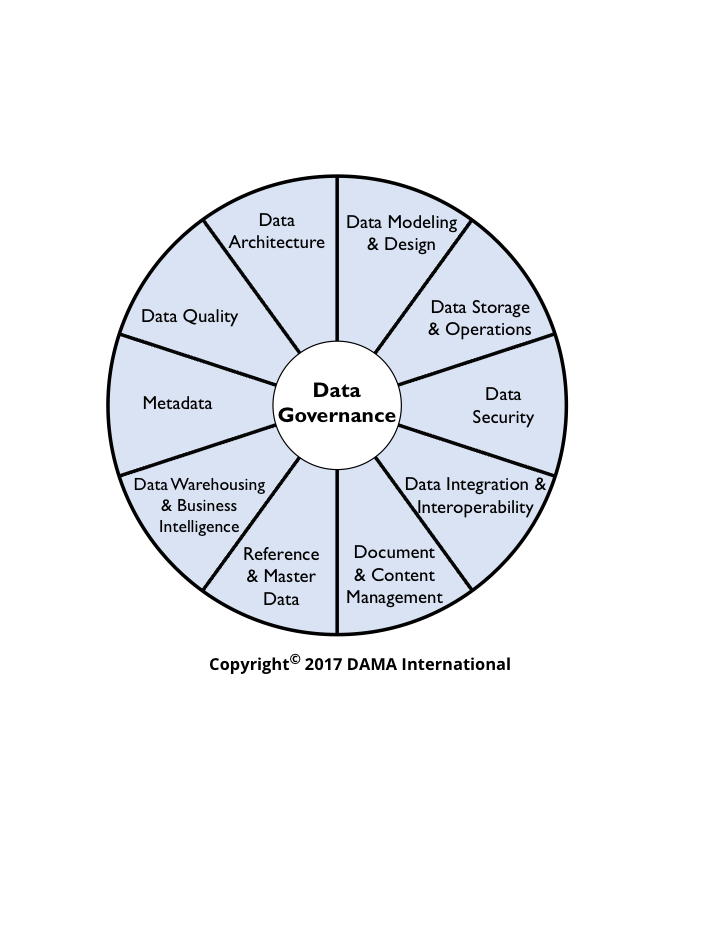 Data
Architecture
Data Modeling
& Design
Data Storage
& Operations
Data
Security
Data Integration &
Interoperability
Document
& Content
Management
Reference
& Master
Data
Data Warehousing
& Business
Intelligence
Metadata
Data Quality
Data
Governance
Copyright© 2017 DAMA International